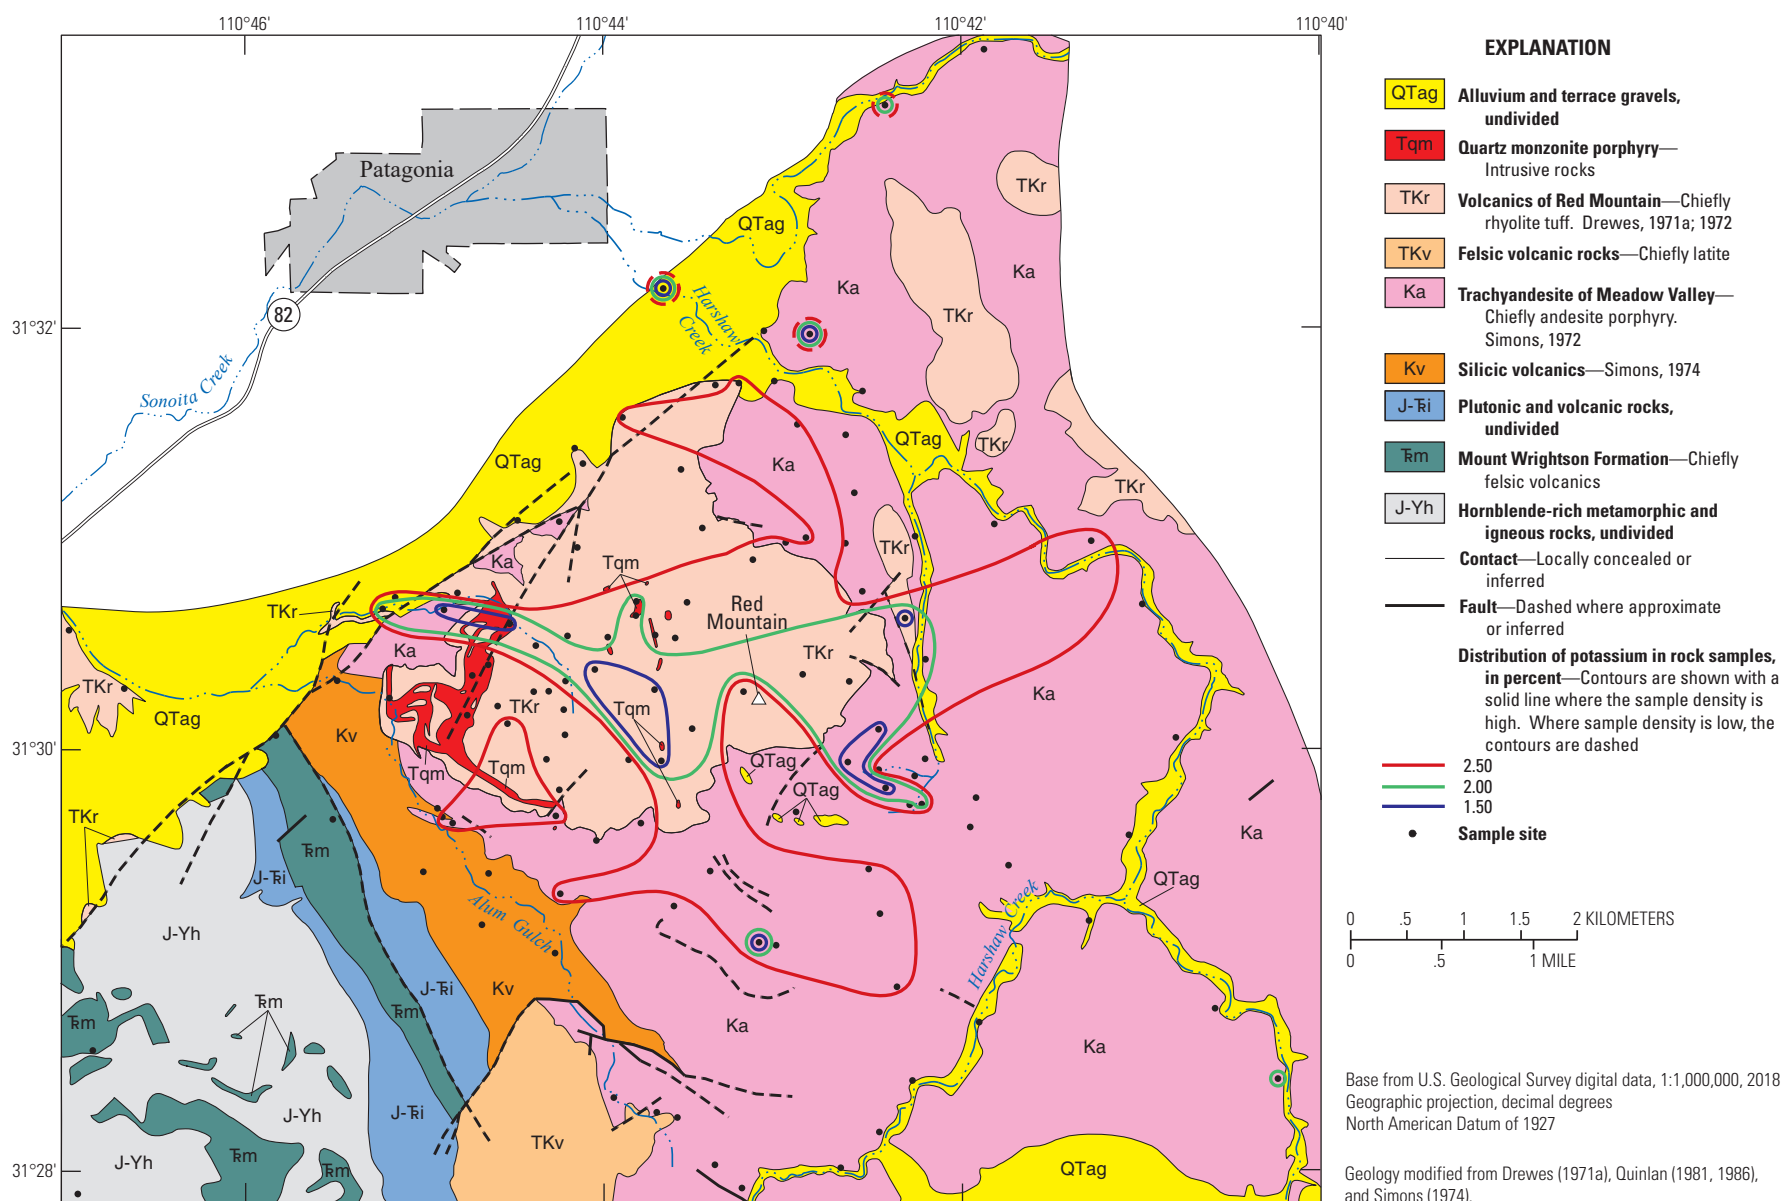 110°46'
110°44'
110°42'
110°40'
Patagonia
82
Sonoita Creek
31°32'
31°30'
31°28'
QTag
TKr
Ka
Ka
Harshaw
Creek
TKr
QTag
TKr
Ka
QTag
TKr
TKr
Ka
Tqm
TKr
Red
Mountain
Ka
TKr
TKr
Ka
QTag
TKr
Tqm
Kv
QTag
Tqm
Tqm
QTag
TKr
Ka
Ꞃm
J-Ꞃi
QTag
Alum Gulch
Harshaw Creek
J-Yh
J-Ꞃi
Kv
Ꞃm
Ꞃm
Ꞃm
Ka
Ka
J-Yh
J-Ꞃi
TKv
J-Yh
Ꞃm
Ꞃm
QTag
EXPLANATION
QTag Alluvium and terrace gravels,
undivided
Tqm Quartz monzonite porphyry—
Intrusive rocks
TKr Volcanics of Red Mountain—Chiefly
rhyolite tuff. Drewes, 1971a; 1972
TKv Felsic volcanic rocks—Chiefly latite
Ka Trachyandesite of Meadow Valley—
Chiefly andesite porphyry.
Simons, 1972
Kv Silicic volcanics—Simons, 1974
J-Ꞃi Plutonic and volcanic rocks,
undivided
Ꞃm Mount Wrightson Formation—Chiefly
felsic volcanics
J-Yh Hornblende-rich metamorphic and
igneous rocks, undivided
Contact—Locally concealed or
inferred
Fault—Dashed where approximate
or inferred
Distribution of potassium in rock samples,
in percent—Contours are shown with a
solid line where the sample density is
high. Where sample density is low, the
contours are dashed
2.50
2.00
1.50
Sample site
0 .5 1 1.5 2 KILOMETERS
0 .5 1 MILE
Base from U.S. Geological Survey digital data, 1:1,000,000, 2018
Geographic projection, decimal degrees
North American Datum of 1927
Geology modified from Drewes (1971a), Quinlan (1981, 1986),
and Simons (1974).